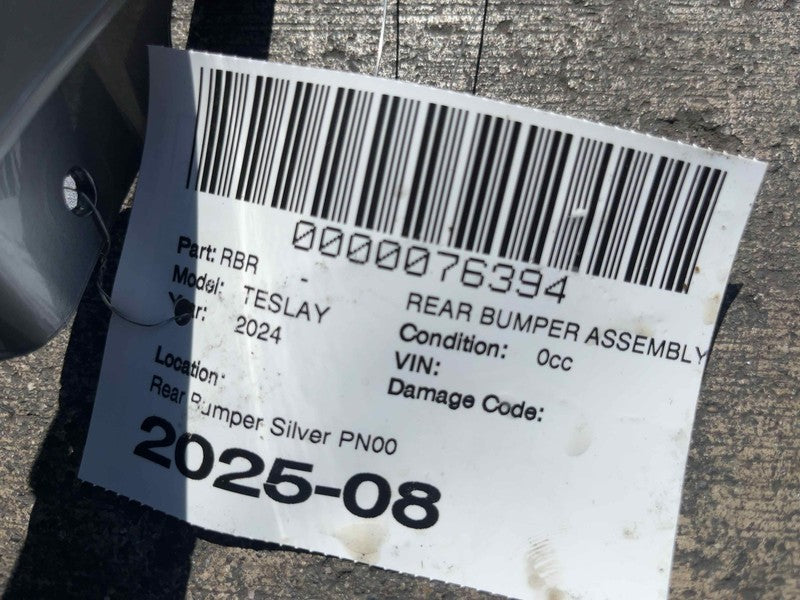 0000076394
Part: RBR -
REAR BUMPER ASSEMBLY
Model: TESLAY
Condition: 0cc
Year: 2024
VIN:
Location:
Damage Code:
Rear Bumper Silver PN00
2025-08